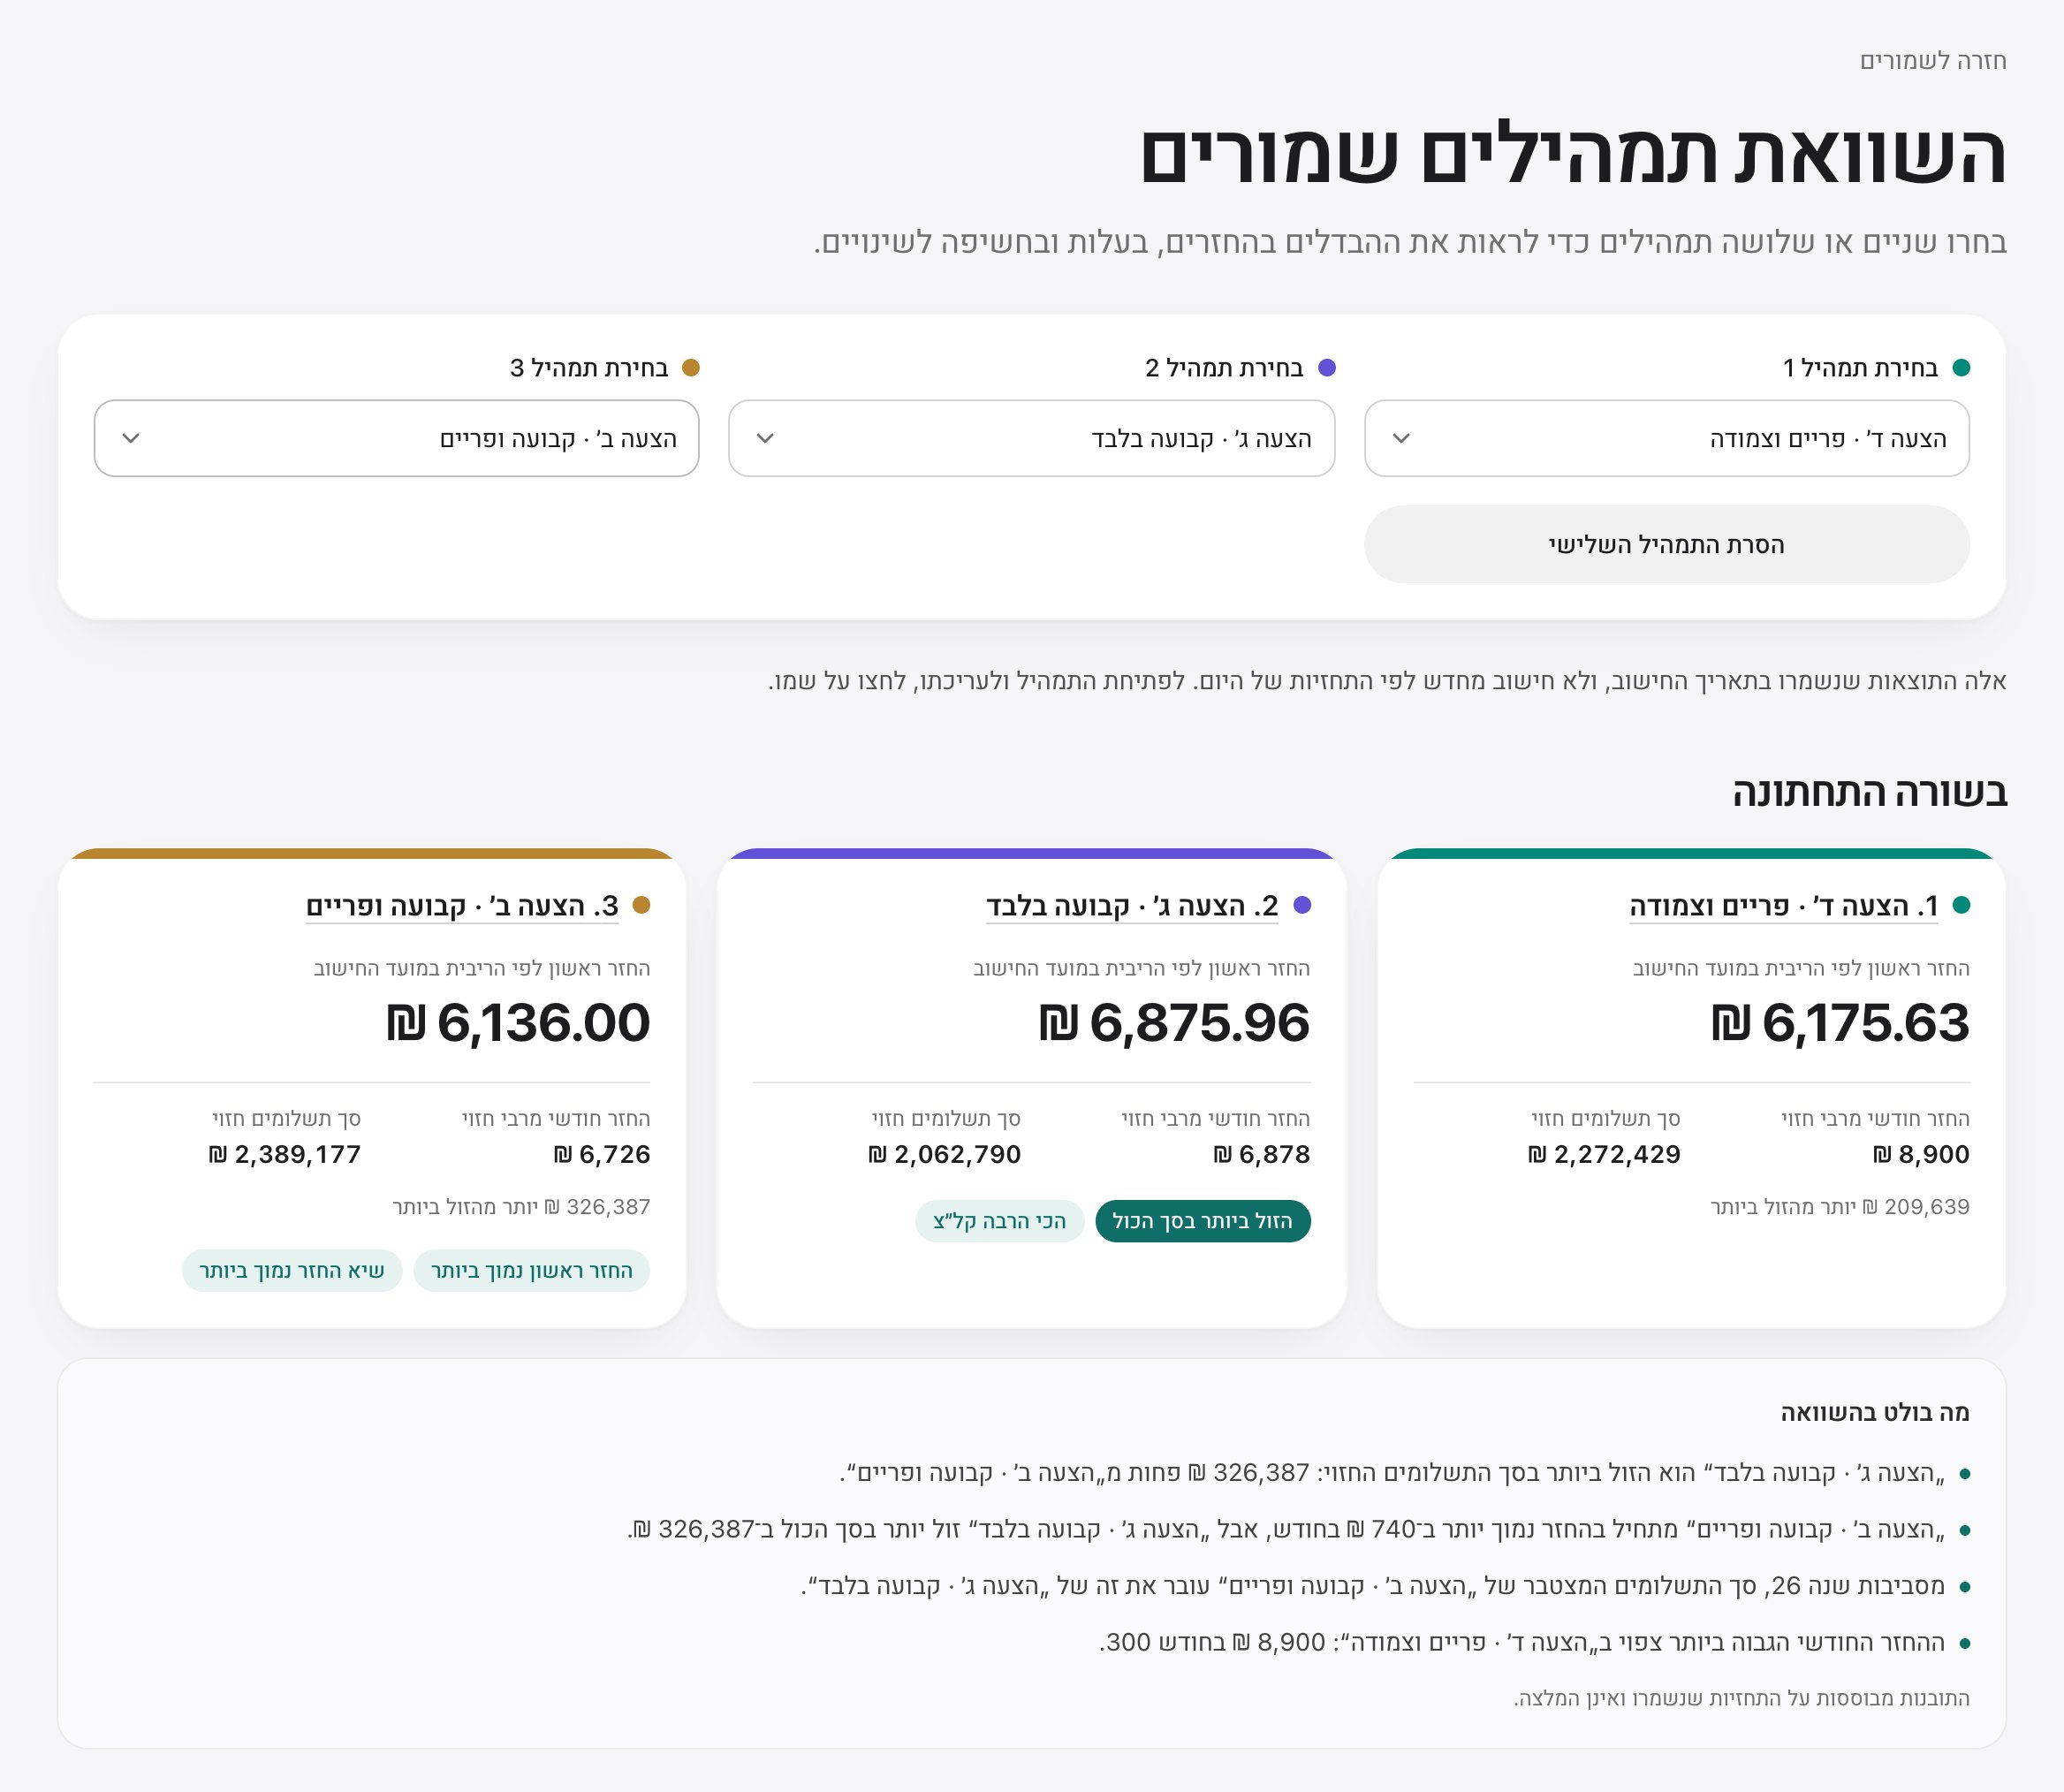 חזרה לשמורים
השוואת תמהילים שמורים
בחרו שניים או שלושה תמהילים כדי לראות את ההבדלים בהחזרים, בעלות ובחשיפה לשינויים.
בחירת תמהיל 1
הצעה ד׳ · פריים וצמודה
בחירת תמהיל 2
הצעה ג׳ · קבועה בלבד
בחירת תמהיל 3
הצעה ב׳ · קבועה ופריים
הסרת התמהיל השלישי
אלה התוצאות שנשמרו בתאריך החישוב, ולא חישוב מחדש לפי התחזיות של היום. לפתיחת התמהיל ולעריכתו, לחצו על שמו.
בשורה התחתונה
1. הצעה ד׳ · פריים וצמודה
החזר ראשון לפי הריבית במועד החישוב
6,175.63 ₪
החזר חודשי מרבי חזוי
8,900 ₪
סך תשלומים חזוי
2,272,429 ₪
209,639 ₪ יותר מהזול ביותר
2. הצעה ג׳ · קבועה בלבד
החזר ראשון לפי הריבית במועד החישוב
6,875.96 ₪
החזר חודשי מרבי חזוי
6,878 ₪
סך תשלומים חזוי
2,062,790 ₪
הזול ביותר בסך הכול
הכי הרבה קל״צ
3. הצעה ב׳ · קבועה ופריים
החזר ראשון לפי הריבית במועד החישוב
6,136.00 ₪
החזר חודשי מרבי חזוי
6,726 ₪
סך תשלומים חזוי
2,389,177 ₪
326,387 ₪ יותר מהזול ביותר
החזר ראשון נמוך ביותר
שיא החזר נמוך ביותר
מה בולט בהשוואה
„הצעה ג׳ · קבועה בלבד“ הוא הזול ביותר בסך התשלומים החזוי: 326,387 ₪ פחות מ„הצעה ב׳ · קבועה ופריים“.
„הצעה ב׳ · קבועה ופריים“ מתחיל בהחזר נמוך יותר ב־740 ₪ בחודש, אבל „הצעה ג׳ · קבועה בלבד“ זול יותר בסך הכול ב־326,387 ₪.
מסביבות שנה 26, סך התשלומים המצטבר של „הצעה ב׳ · קבועה ופריים“ עובר את זה של „הצעה ג׳ · קבועה בלבד“.
ההחזר החודשי הגבוה ביותר צפוי ב„הצעה ד׳ · פריים וצמודה“: 8,900 ₪ בחודש 300.
התובנות מבוססות על התחזיות שנשמרו ואינן המלצה.